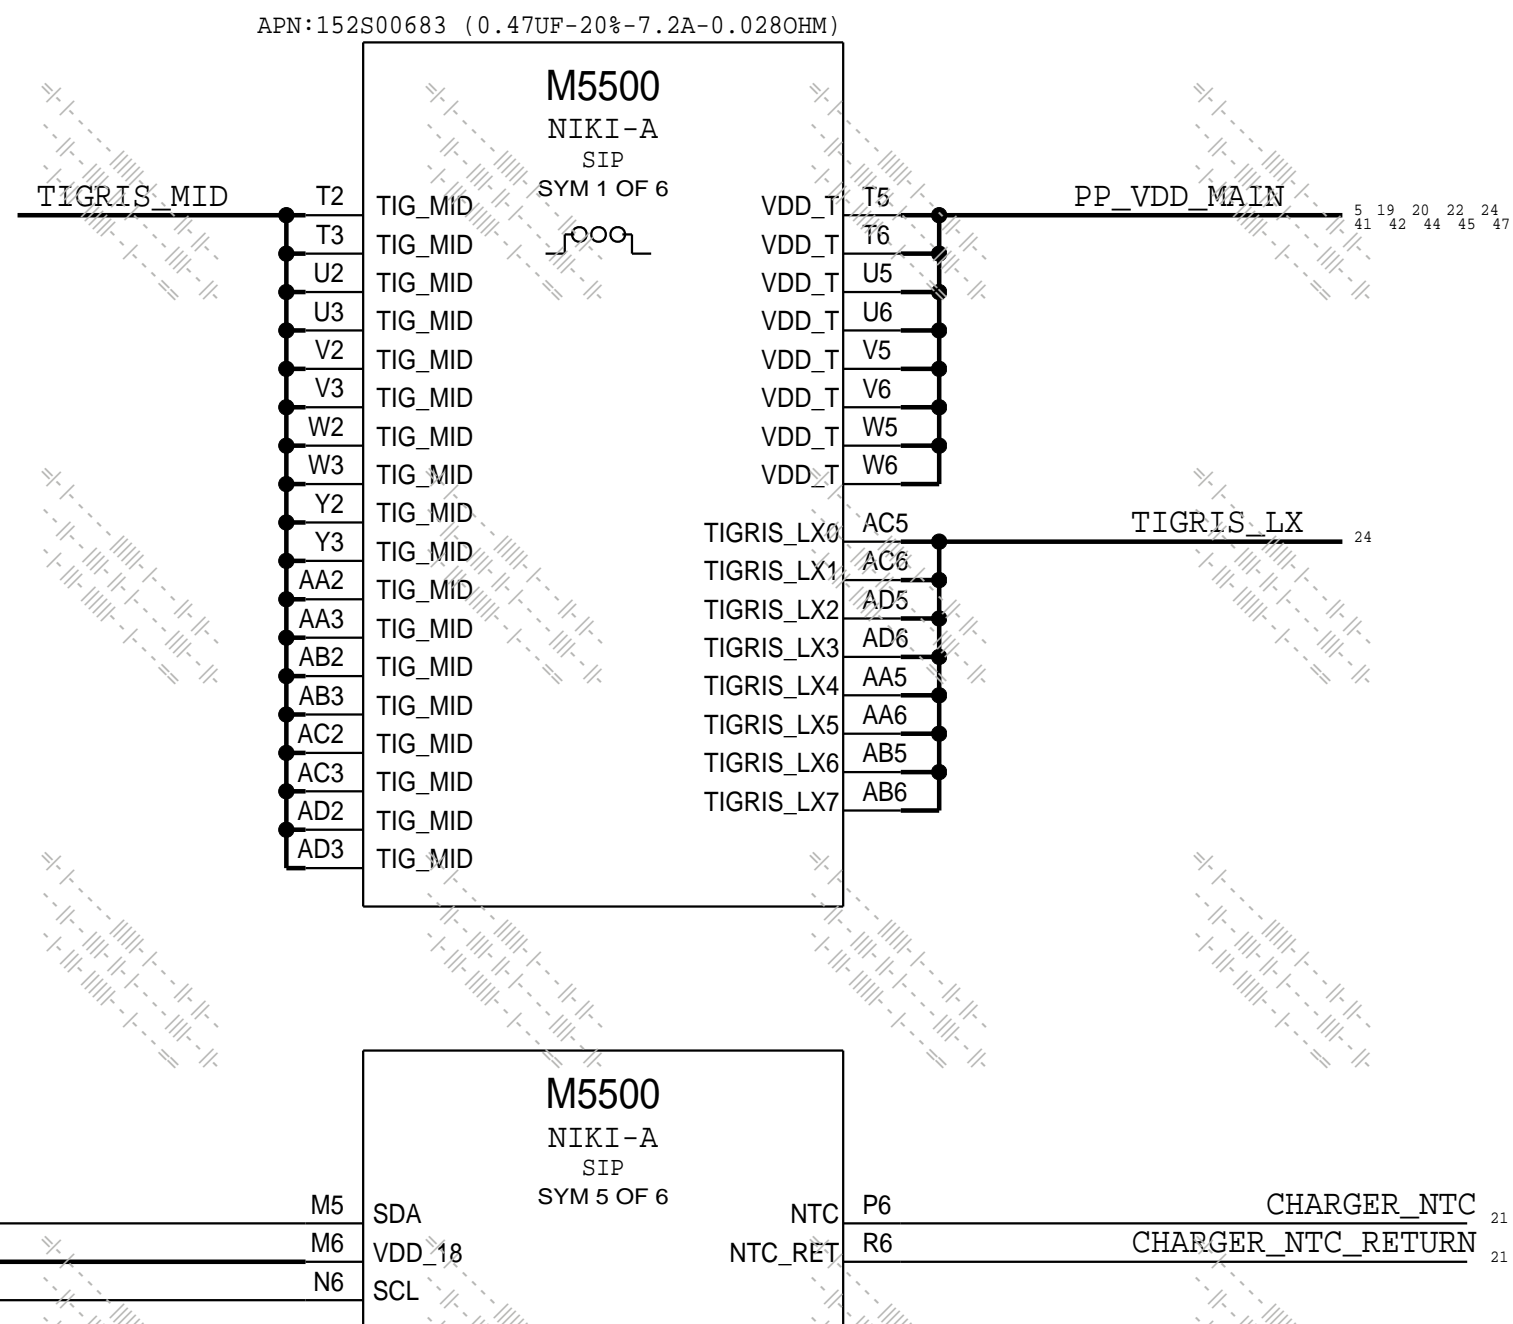 APN:152S00683 (0.47UF-20%-7.2A-0.028OHM)
M5500
NIKI-A
SIP
SYM 1 OF 6
TIGRIS_MID T2 TIG_MID VDD_T T5 PP_VDD_MAIN 5 19 20 22 24
41 42 44 45 47
T3 TIG_MID VDD_T T6
U2 TIG_MID VDD_T U5
U3 TIG_MID VDD_T U6
V2 TIG_MID VDD_T V5
V3 TIG_MID VDD_T V6
W2 TIG_MID VDD_T W5
W3 TIG_MID VDD_T W6
Y2 TIG_MID TIGRIS_LX0 AC5 TIGRIS_LX 24
Y3 TIG_MID TIGRIS_LX1 AC6
AA2 TIG_MID TIGRIS_LX2 AD5
AA3 TIG_MID TIGRIS_LX3 AD6
AB2 TIG_MID TIGRIS_LX4 AA5
AB3 TIG_MID TIGRIS_LX5 AA6
AC2 TIG_MID TIGRIS_LX6 AB5
AC3 TIG_MID TIGRIS_LX7 AB6
AD2 TIG_MID
AD3 TIG_MID
M5500
NIKI-A
SIP
SYM 5 OF 6
M5 SDA NTC P6 CHARGER_NTC 21
M6 VDD_18 NTC_RET R6 CHARGER_NTC_RETURN 21
N6 SCL